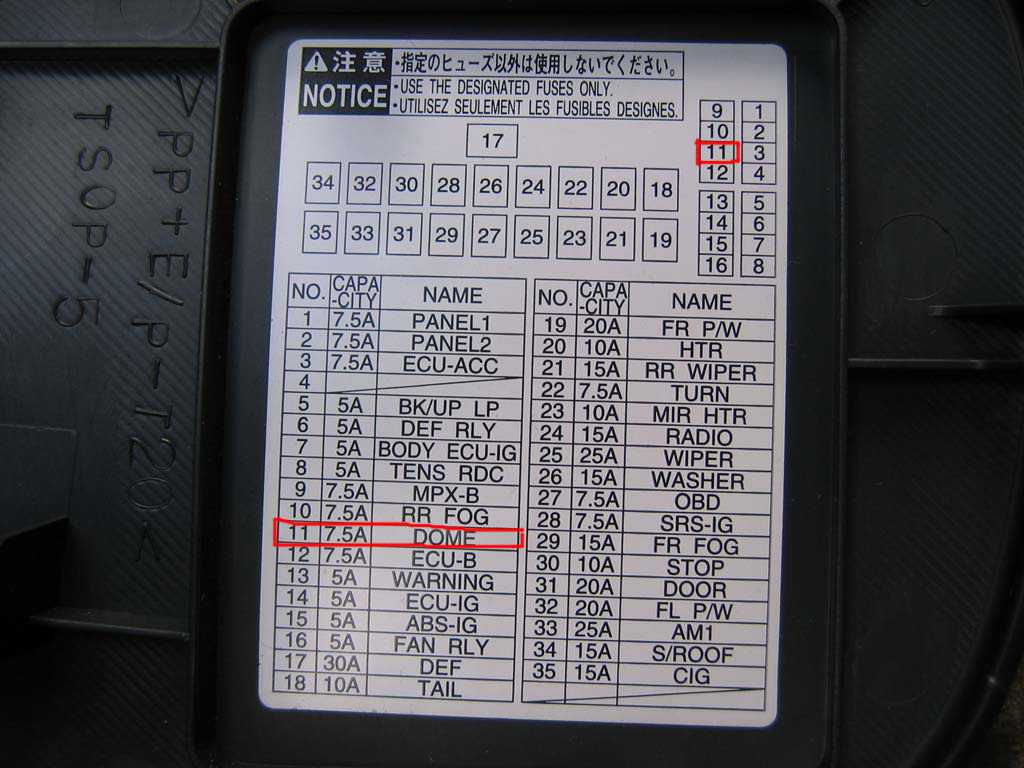 注意
NOTICE
・指定のヒューズ以外は使用しないでください。
・USE THE DESIGNATED FUSES ONLY.
・UTILISEZ SEULEMENT LES FUSIBLES DESIGNES.
17
34 32 30 28 26 24 22 20 18
35 33 31 29 27 25 23 21 19
9 1
10 2
11 3
12 4
13 5
14 6
15 7
16 8
NO. CAPA-CITY NAME
1 7.5A PANEL1
2 7.5A PANEL2
3 7.5A ECU-ACC
4
5 5A BK/UP LP
6 5A DEF RLY
7 5A BODY ECU-IG
8 5A TENS RDC
9 7.5A MPX-B
10 7.5A RR FOG
11 7.5A DOME
12 7.5A ECU-B
13 5A WARNING
14 5A ECU-IG
15 5A ABS-IG
16 5A FAN RLY
17 30A DEF
18 10A TAIL
NO. CAPA-CITY NAME
19 20A FR P/W
20 10A HTR
21 15A RR WIPER
22 7.5A TURN
23 10A MIR HTR
24 15A RADIO
25 25A WIPER
26 15A WASHER
27 7.5A OBD
28 7.5A SRS-IG
29 15A FR FOG
30 10A STOP
31 20A DOOR
32 20A FL P/W
33 25A AM1
34 15A S/ROOF
35 15A CIG
>PP+E/P-T20<
TSOP-5